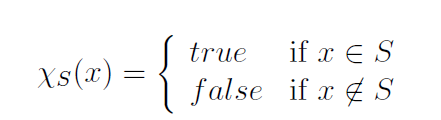 χS(x) = { true if x ∈ S
false if x ∉ S